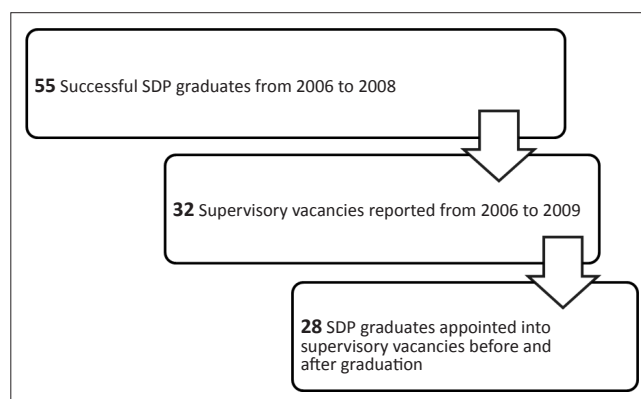 55 Successful SDP graduates from 2006 to 2008
32 Supervisory vacancies reported from 2006 to 2009
28 SDP graduates appointed into
supervisory vacancies before and
after graduation